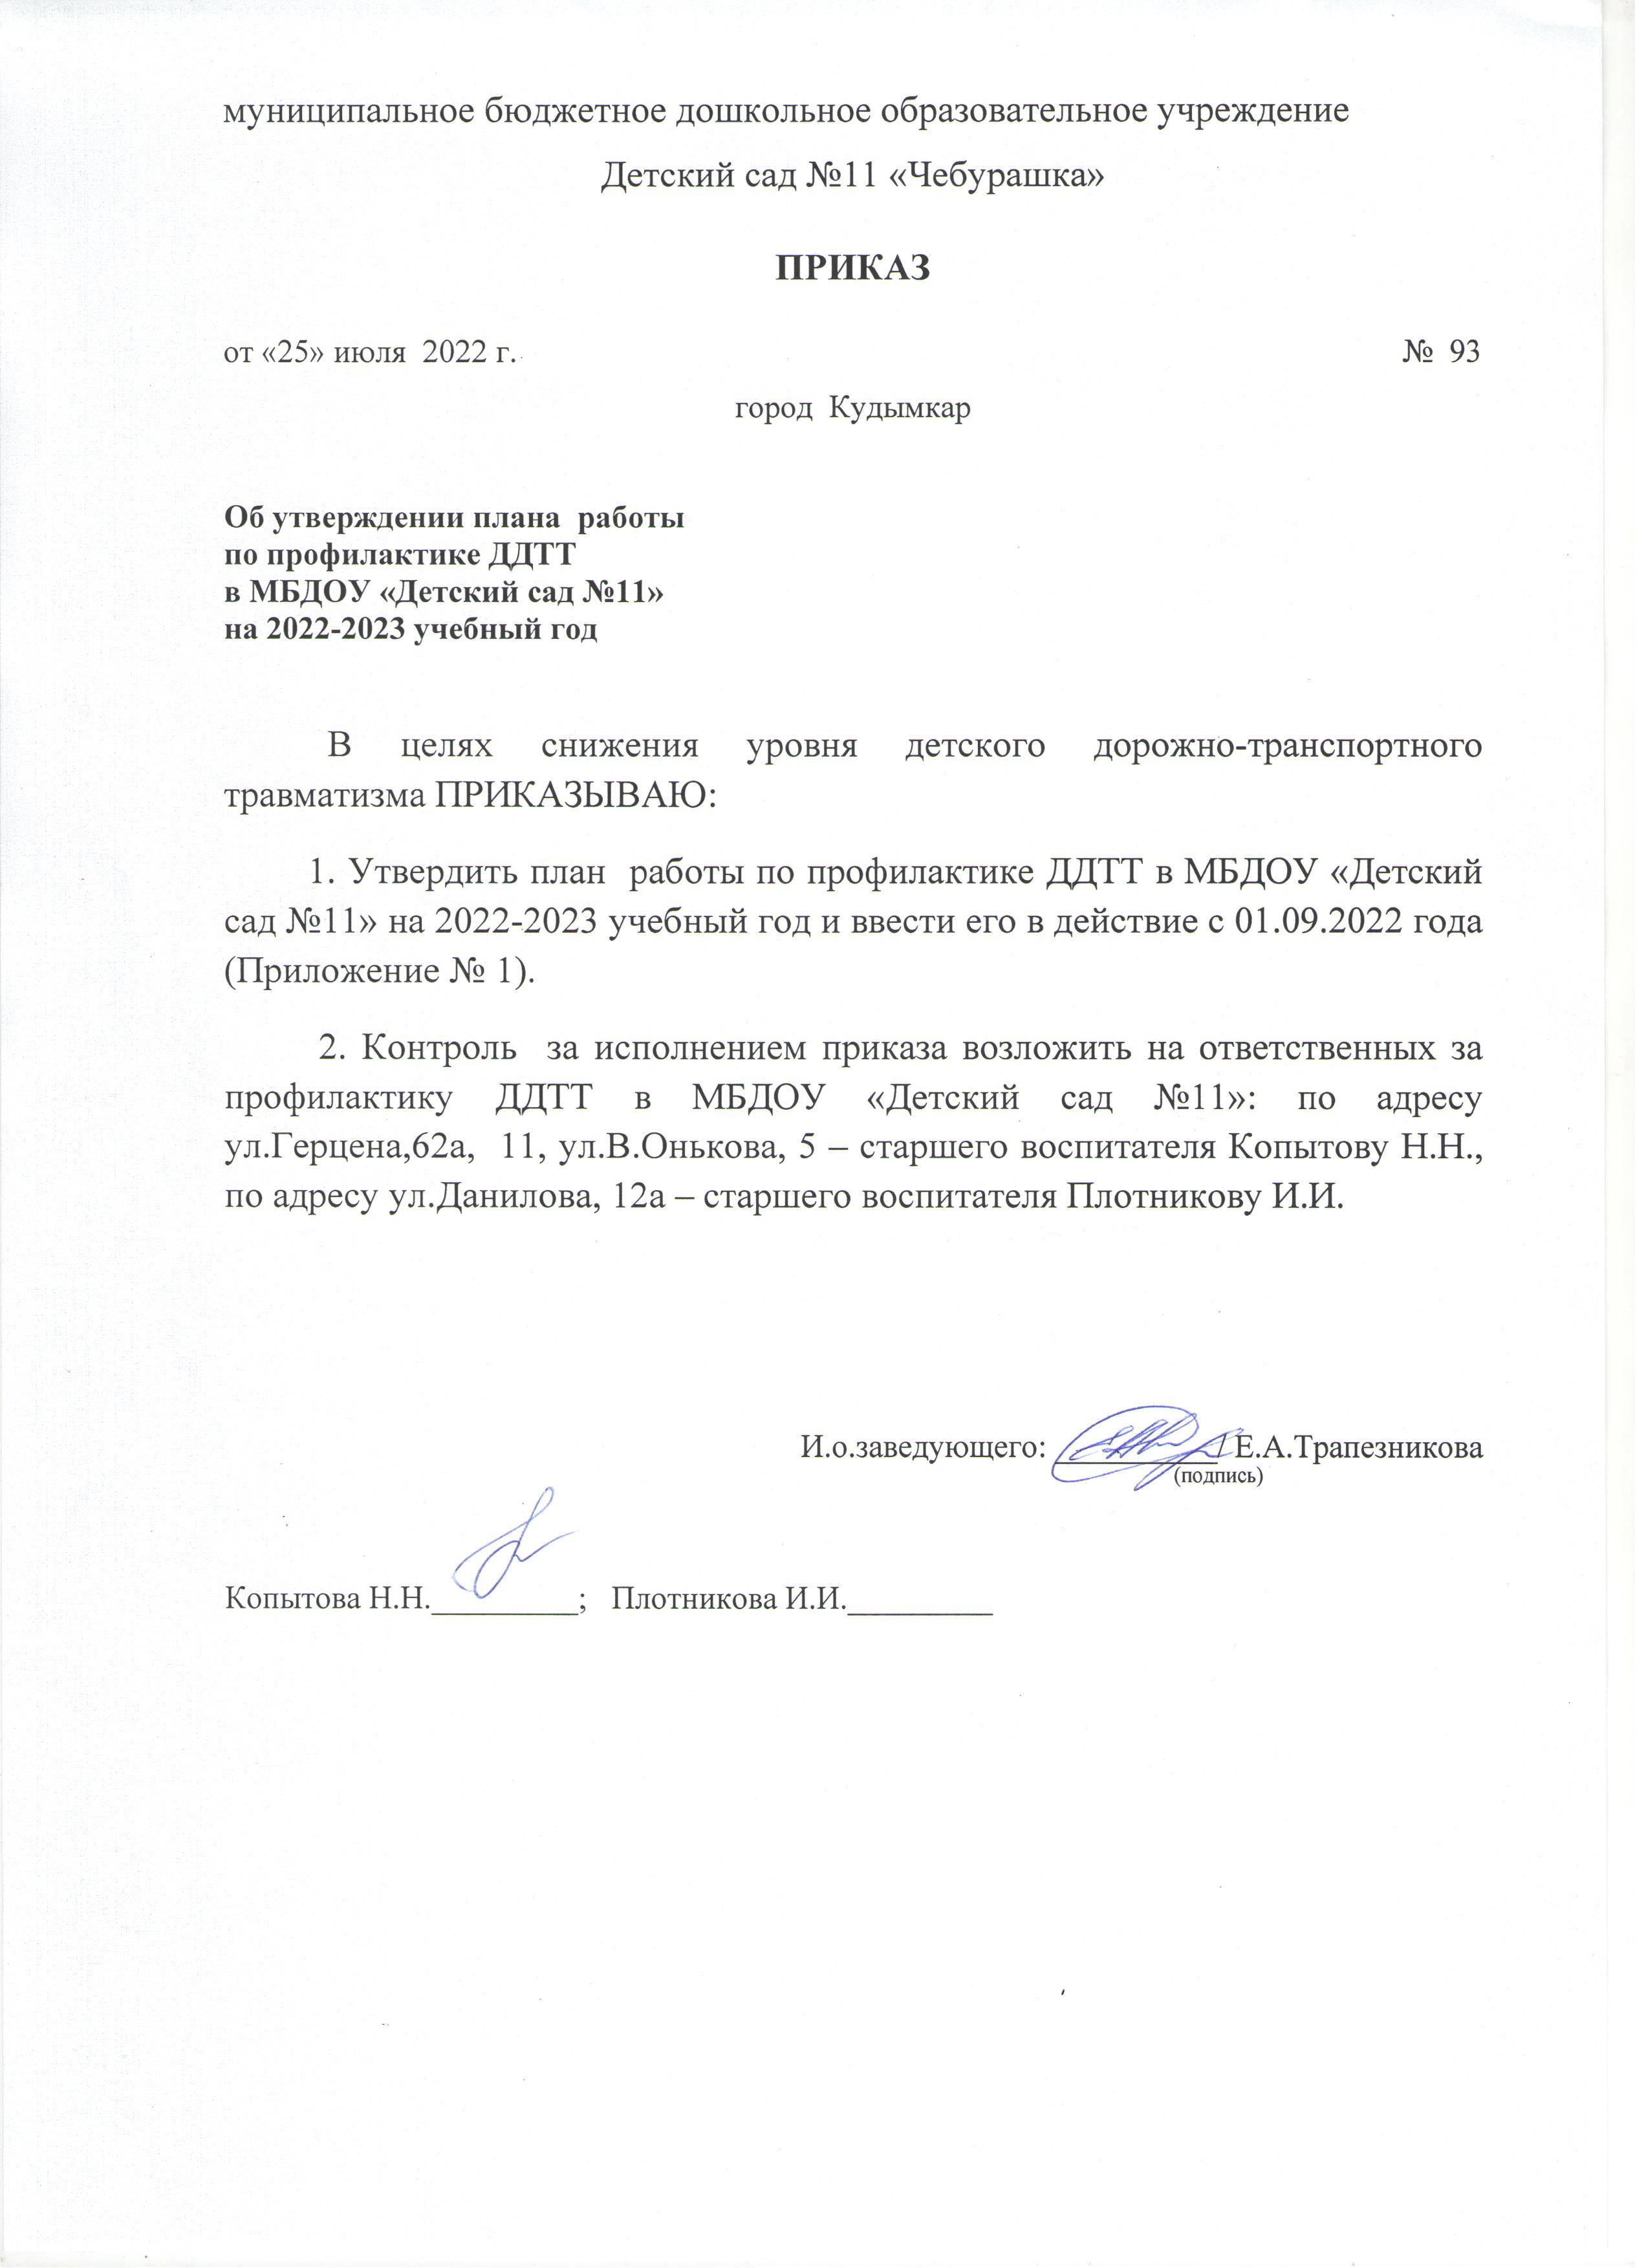 муниципальное бюджетное дошкольное образовательное учреждение
Детский сад №11 «Чебурашка»
ПРИКАЗ
от «25» июля 2022 г. № 93
город Кудымкар
Об утверждении плана работы
по профилактике ДДТТ
в МБДОУ «Детский сад №11»
на 2022-2023 учебный год
В целях снижения уровня детского дорожно-транспортного
травматизма ПРИКАЗЫВАЮ:
1. Утвердить план работы по профилактике ДДТТ в МБДОУ «Детский
сад №11» на 2022-2023 учебный год и ввести его в действие с 01.09.2022 года
(Приложение № 1).
2. Контроль за исполнением приказа возложить на ответственных за
профилактику ДДТТ в МБДОУ «Детский сад №11»: по адресу
ул.Герцена,62а, 11, ул.В.Онькова, 5 – старшего воспитателя Копытову Н.Н.,
по адресу ул.Данилова, 12а – старшего воспитателя Плотникову И.И.
И.о.заведующего: __________/ Е.А.Трапезникова
(подпись)
Копытова Н.Н._________; Плотникова И.И._________